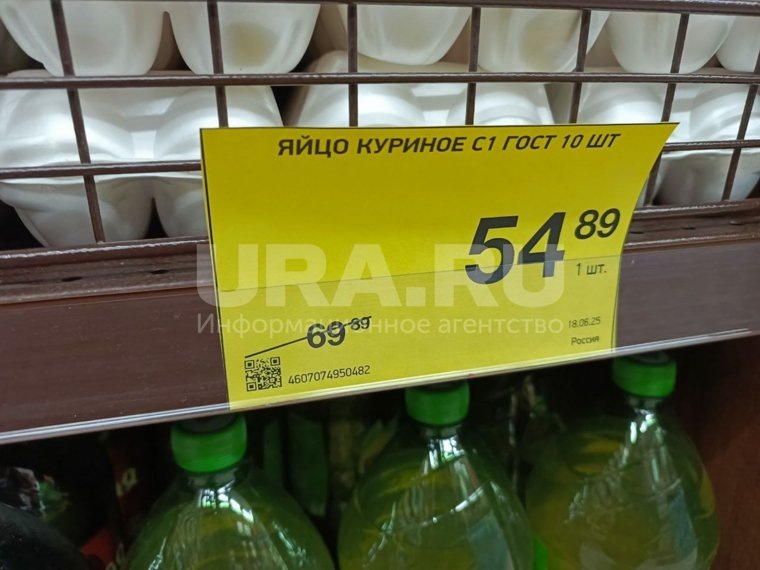 ЯЙЦО КУРИНОЕ С1 ГОСТ 10 ШТ
54 89
1 шт.
URA.RU
Информационное агентство
69 89
18.06.25
Россия
4607074950482